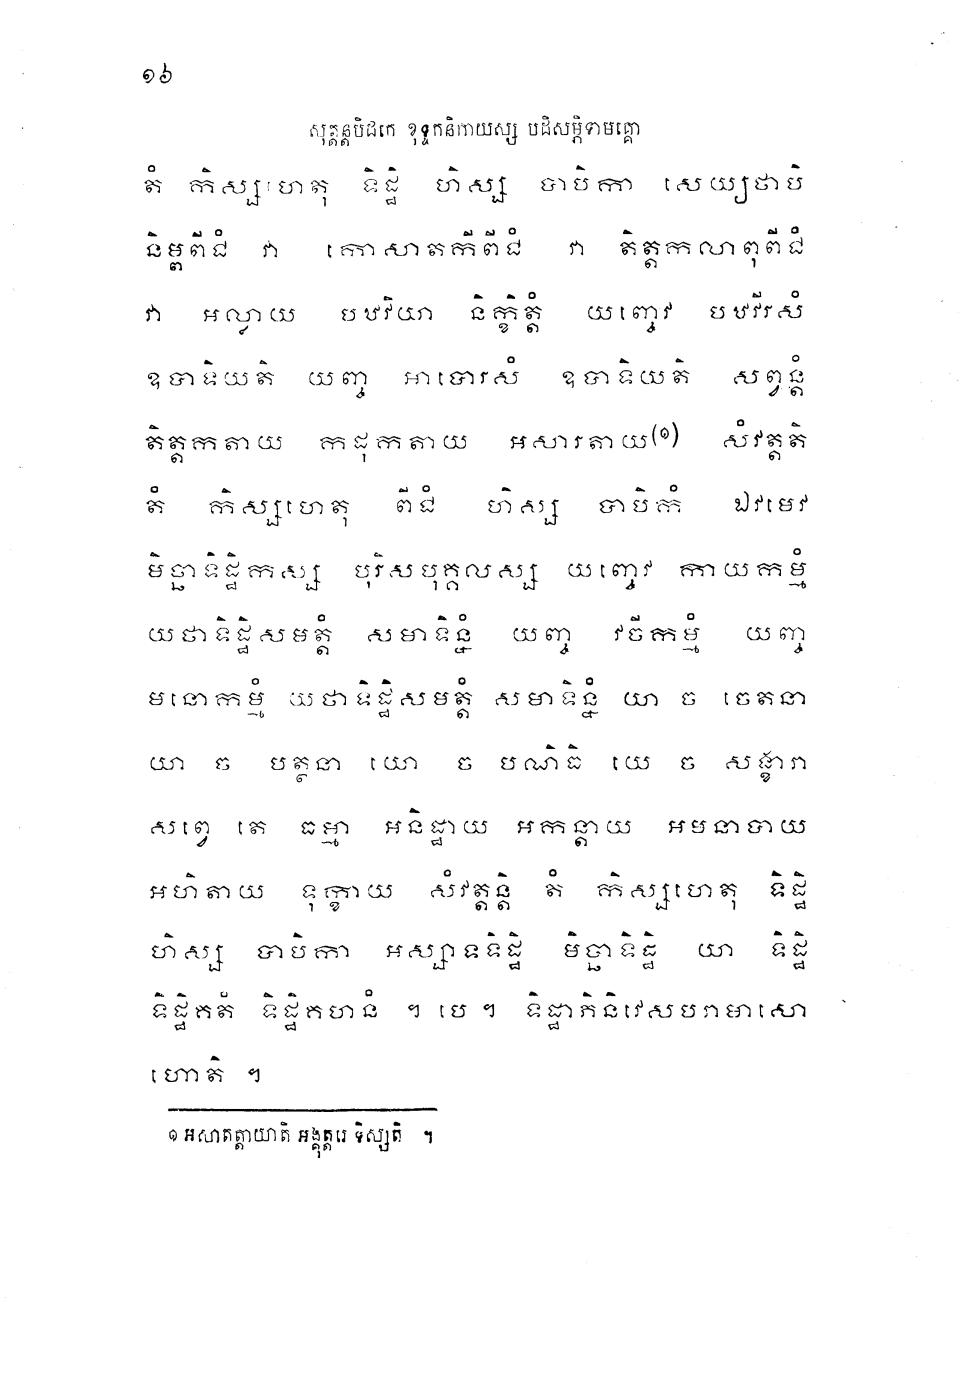 ១៦
សុត្តន្តបិដកេ ខុទ្ទកនិកាយស្ស បដិសម្ភិទាមគ្គោ
តំ កិស្សហេតុ ទិដ្ឋិ ហិស្ស បាបិកា សេយ្យថាបិ
និម្ពពីជំ វា កោសាតកីពីជំ វា តិត្តកលាពុពីជំ
វា អល្លាយ បឋវិយា និក្ខិត្តំ យញ្ចេវ បឋវីរសំ
ឧបាទិយតិ យញ្ច អាបោរសំ ឧបាទិយតិ សព្វន្តំ
តិត្តកតាយ កដុកតាយ អសារតាយ(១) សំវត្តតិ
តំ កិស្សហេតុ ពីជំ ហិស្ស បាបិកំ ឯវមេវ
មិច្ឆាទិដ្ឋិកស្ស បុរិសបុគ្គលស្ស យញ្ចេវ កាយកម្មំ
យថាទិដ្ឋិសមត្តំ សមាទិន្នំ យញ្ច វចីកម្មំ យញ្ច
មនោកម្មំ យថាទិដ្ឋិសមត្តំ សមាទិន្នំ យា ច ចេតនា
យា ច បត្ថនា យោ ច បណិធិ យេ ច សង្ខារា
សព្វេ តេ ធម្មា អនិដ្ឋាយ អកន្តាយ អមនាបាយ
អហិតាយ ទុក្ខាយ សំវត្តន្តិ តំ កិស្សហេតុ ទិដ្ឋិ
ហិស្ស បាបិកា អស្សាទទិដ្ឋិ មិច្ឆាទិដ្ឋិ យា ទិដ្ឋិ
ទិដ្ឋិគតំ ទិដ្ឋិគហនំ ។ បេ ។ ទិដ្ឋាភិនិវេសបរាមាសោ
ហោតិ ។
១ អសាតត្តាយាតិ អង្គុត្តរេ ទិស្សតិ ។